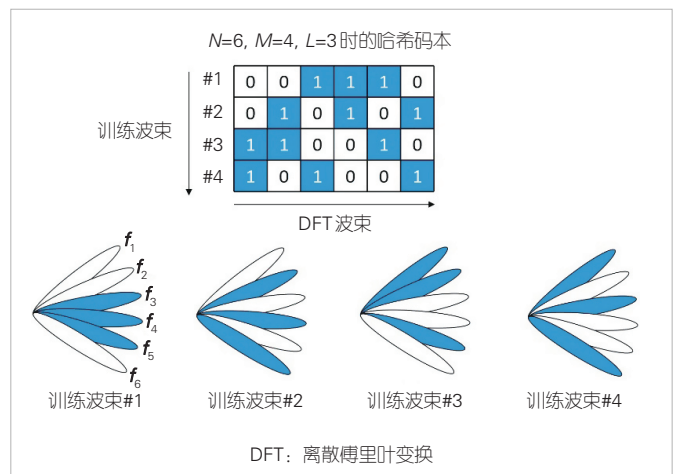 N=6, M=4, L=3时的哈希码本
#1 0 0 1 1 1 0
#2 0 1 0 1 0 1
训练波束
#3 1 1 0 0 1 0
#4 1 0 1 0 0 1
DFT波束
f1
f2
f3
f4
f5
f6
训练波束#1 训练波束#2 训练波束#3 训练波束#4
DFT：离散傅里叶变换